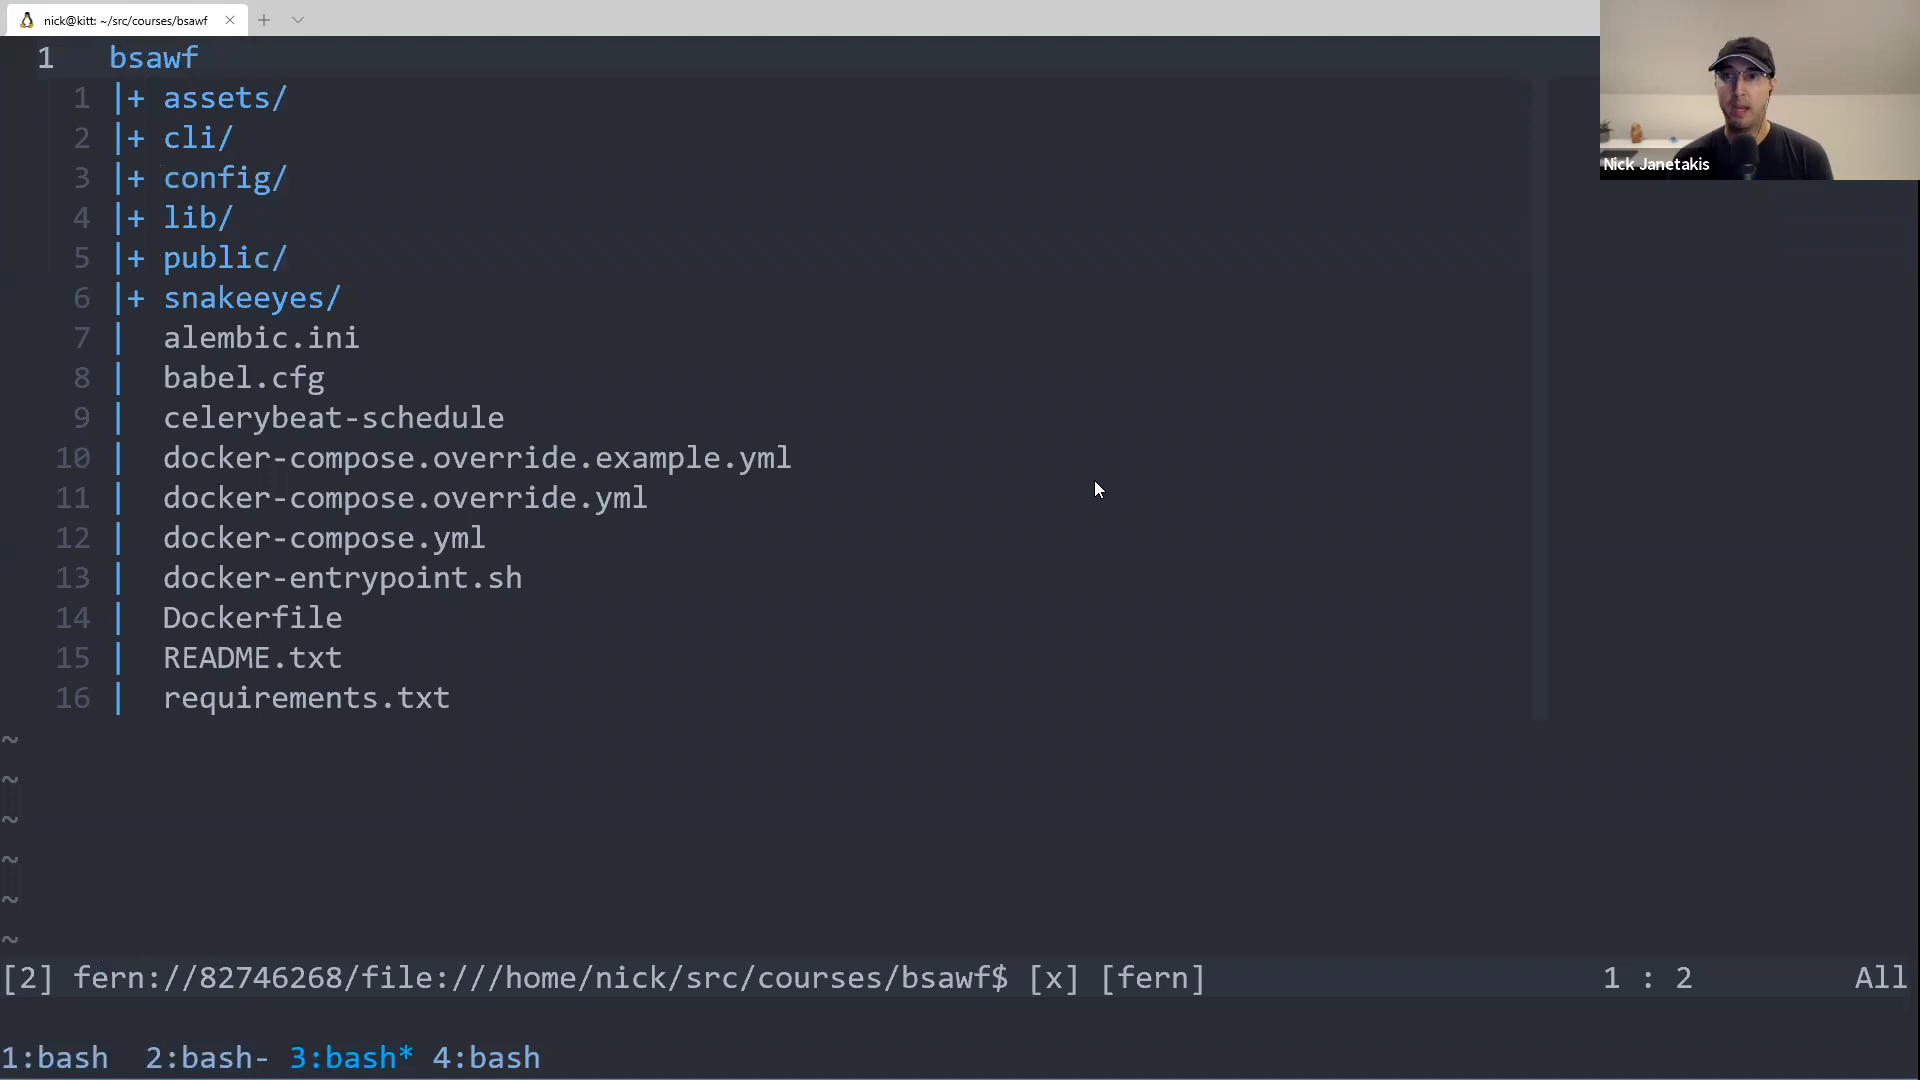 nick@kitt: ~/src/courses/bsawf
1 bsawf
1 |+ assets/
2 |+ cli/
3 |+ config/
4 |+ lib/
5 |+ public/
6 |+ snakeeyes/
7 | alembic.ini
8 | babel.cfg
9 | celerybeat-schedule
10 | docker-compose.override.example.yml
11 | docker-compose.override.yml
12 | docker-compose.yml
13 | docker-entrypoint.sh
14 | Dockerfile
15 | README.txt
16 | requirements.txt
~
~
~
~
~
~
[2] fern://82746268/file:///home/nick/src/courses/bsawf$ [x] [fern] 1 : 2 All
1:bash 2:bash- 3:bash* 4:bash
Nick Janetakis